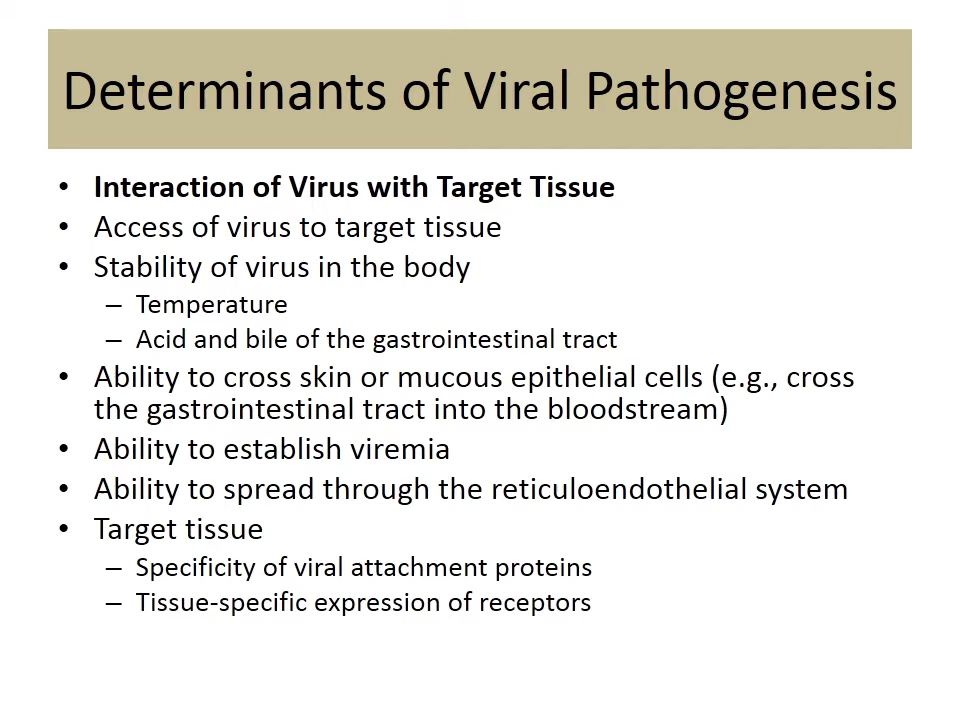 Determinants of Viral Pathogenesis
• Interaction of Virus with Target Tissue
• Access of virus to target tissue
• Stability of virus in the body
– Temperature
– Acid and bile of the gastrointestinal tract
• Ability to cross skin or mucous epithelial cells (e.g., cross
the gastrointestinal tract into the bloodstream)
• Ability to establish viremia
• Ability to spread through the reticuloendothelial system
• Target tissue
– Specificity of viral attachment proteins
– Tissue-specific expression of receptors